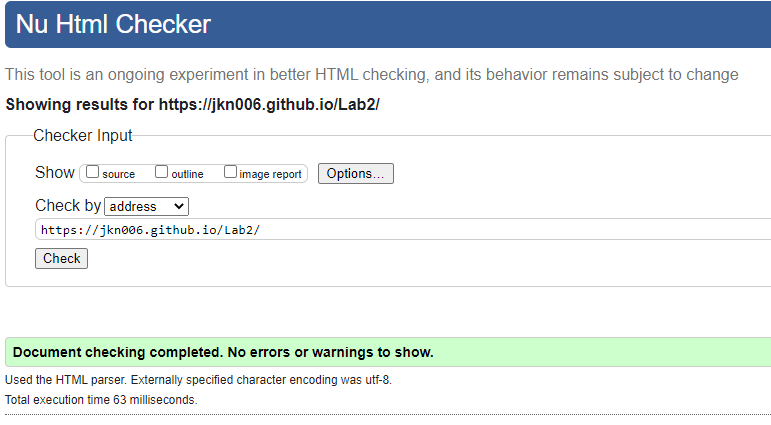 Nu Html Checker
This tool is an ongoing experiment in better HTML checking, and its behavior remains subject to change
Showing results for https://jkn006.github.io/Lab2/
Checker Input
Show source outline image report Options...
Check by address
https://jkn006.github.io/Lab2/
Check
Document checking completed. No errors or warnings to show.
Used the HTML parser. Externally specified character encoding was utf-8.
Total execution time 63 milliseconds.